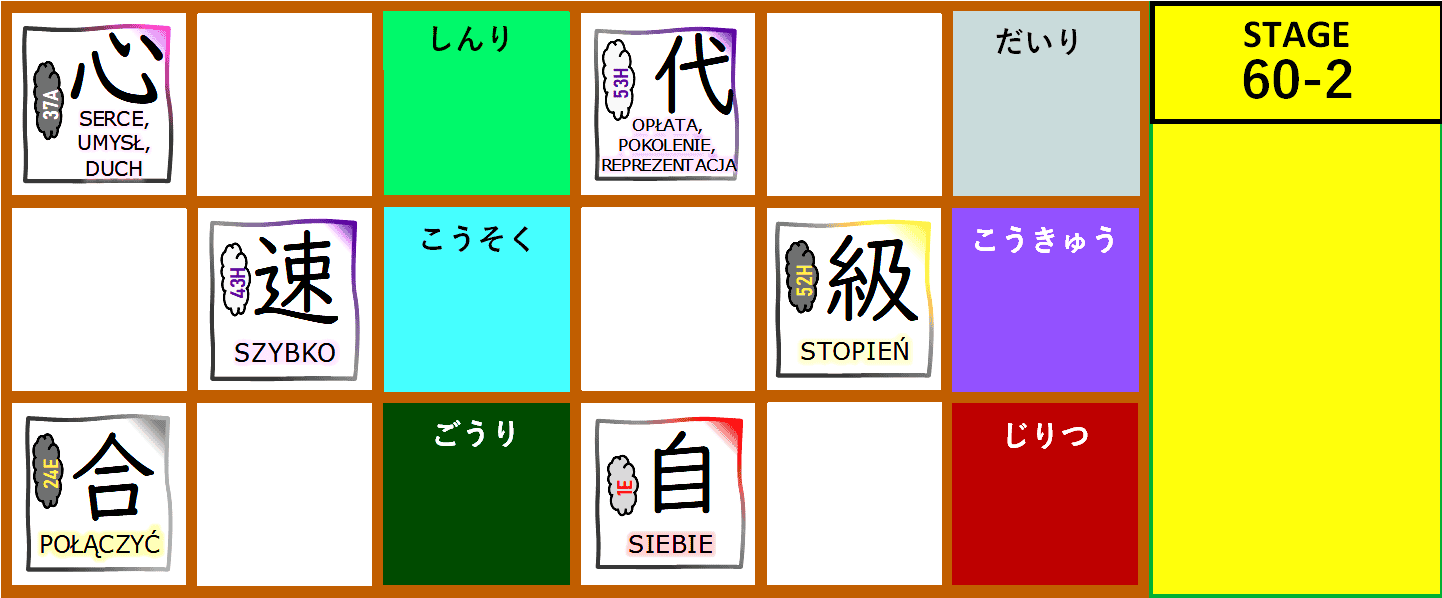 心
37A
SERCE,
UMYSŁ,
DUCH
しんり
代
53H
OPŁATA,
POKOLENIE,
REPREZENTACJA
だいり
STAGE
60-2
速
43H
SZYBKO
こうそく
級
52H
STOPIEŃ
こうきゅう
合
24E
POŁĄCZYĆ
ごうり
自
1E
SIEBIE
じりつ